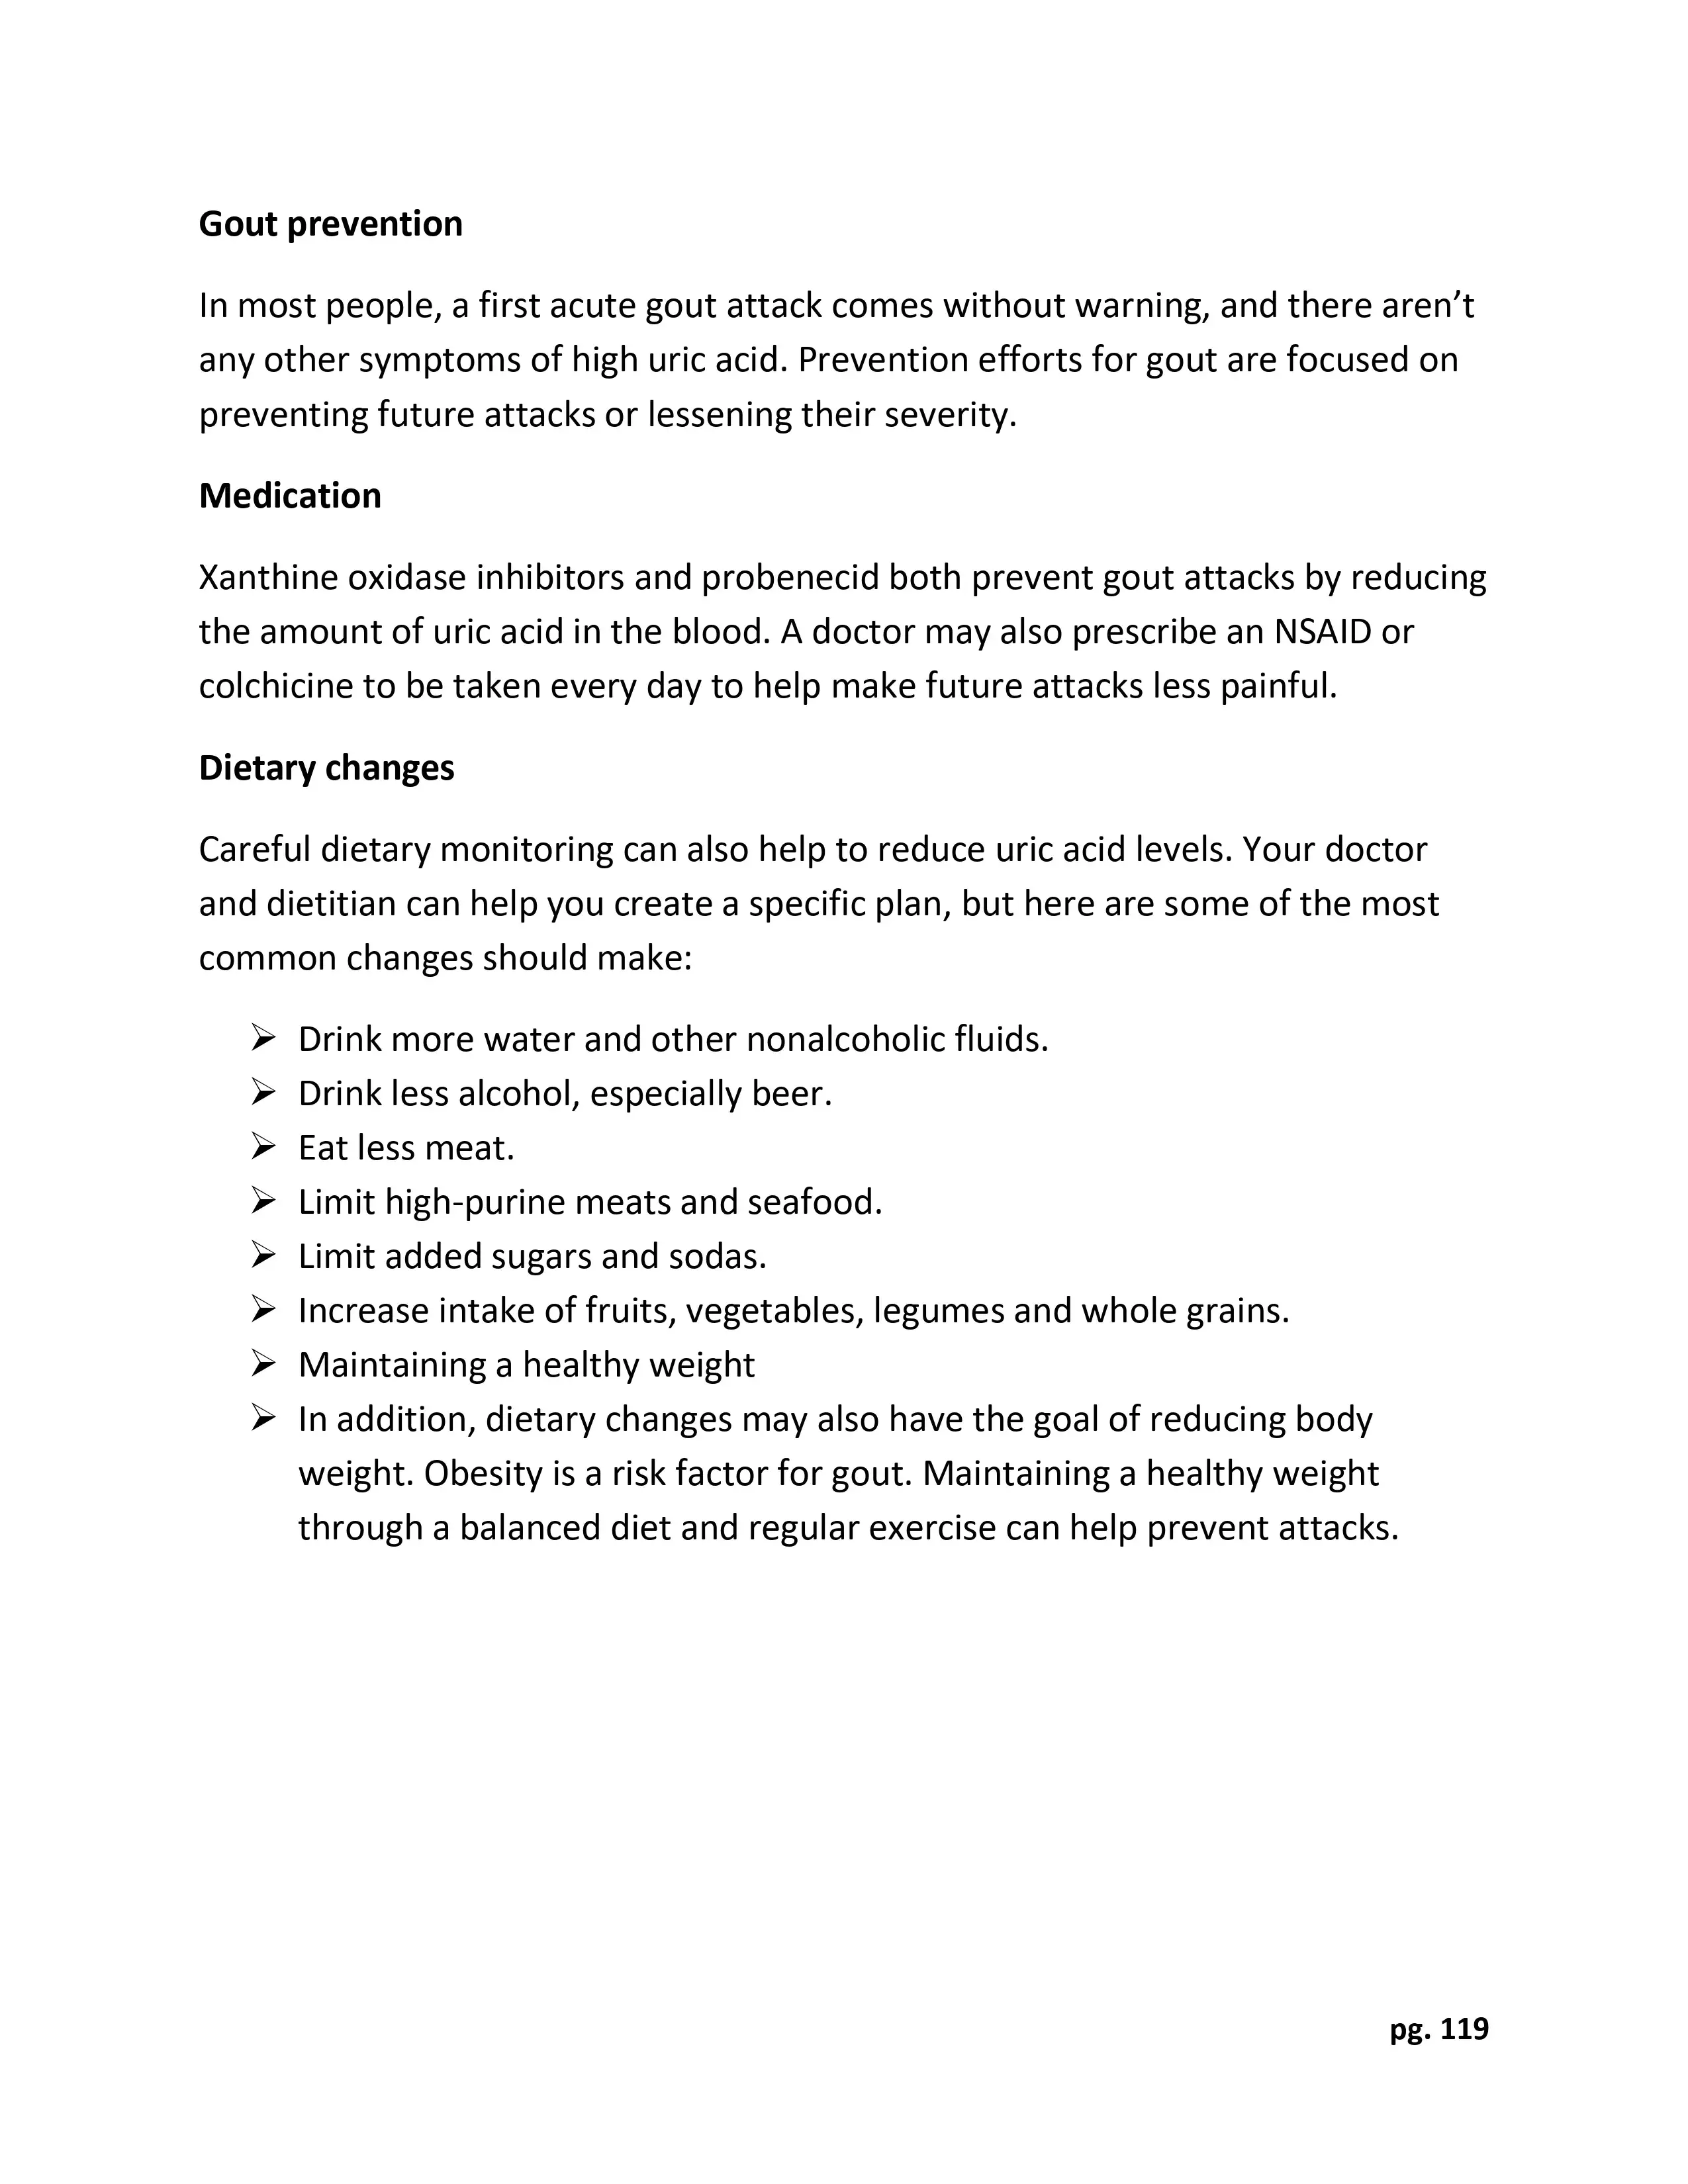 Gout prevention
In most people, a first acute gout attack comes without warning, and there aren’t
any other symptoms of high uric acid. Prevention efforts for gout are focused on
preventing future attacks or lessening their severity.
Medication
Xanthine oxidase inhibitors and probenecid both prevent gout attacks by reducing
the amount of uric acid in the blood. A doctor may also prescribe an NSAID or
colchicine to be taken every day to help make future attacks less painful.
Dietary changes
Careful dietary monitoring can also help to reduce uric acid levels. Your doctor
and dietitian can help you create a specific plan, but here are some of the most
common changes should make:
➢ Drink more water and other nonalcoholic fluids.
➢ Drink less alcohol, especially beer.
➢ Eat less meat.
➢ Limit high-purine meats and seafood.
➢ Limit added sugars and sodas.
➢ Increase intake of fruits, vegetables, legumes and whole grains.
➢ Maintaining a healthy weight
➢ In addition, dietary changes may also have the goal of reducing body
weight. Obesity is a risk factor for gout. Maintaining a healthy weight
through a balanced diet and regular exercise can help prevent attacks.
pg. 119